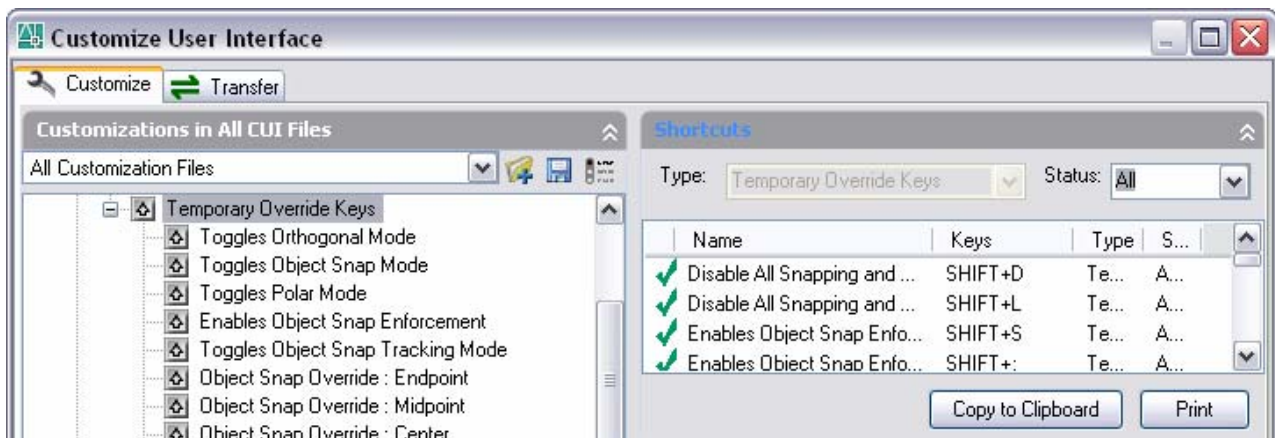 Customize User Interface
Customize
Transfer
Customizations in All CUI Files
All Customization Files
Temporary Override Keys
Toggles Orthogonal Mode
Toggles Object Snap Mode
Toggles Polar Mode
Enables Object Snap Enforcement
Toggles Object Snap Tracking Mode
Object Snap Override : Endpoint
Object Snap Override : Midpoint
Object Snap Override : Center
Shortcuts
Type: Temporary Override Keys Status: All
Name Keys Type S...
Disable All Snapping and ... SHIFT+D Te... A...
Disable All Snapping and ... SHIFT+L Te... A...
Enables Object Snap Enfo... SHIFT+S Te... A...
Enables Object Snap Enfo... SHIFT+: Te... A...
Copy to Clipboard Print